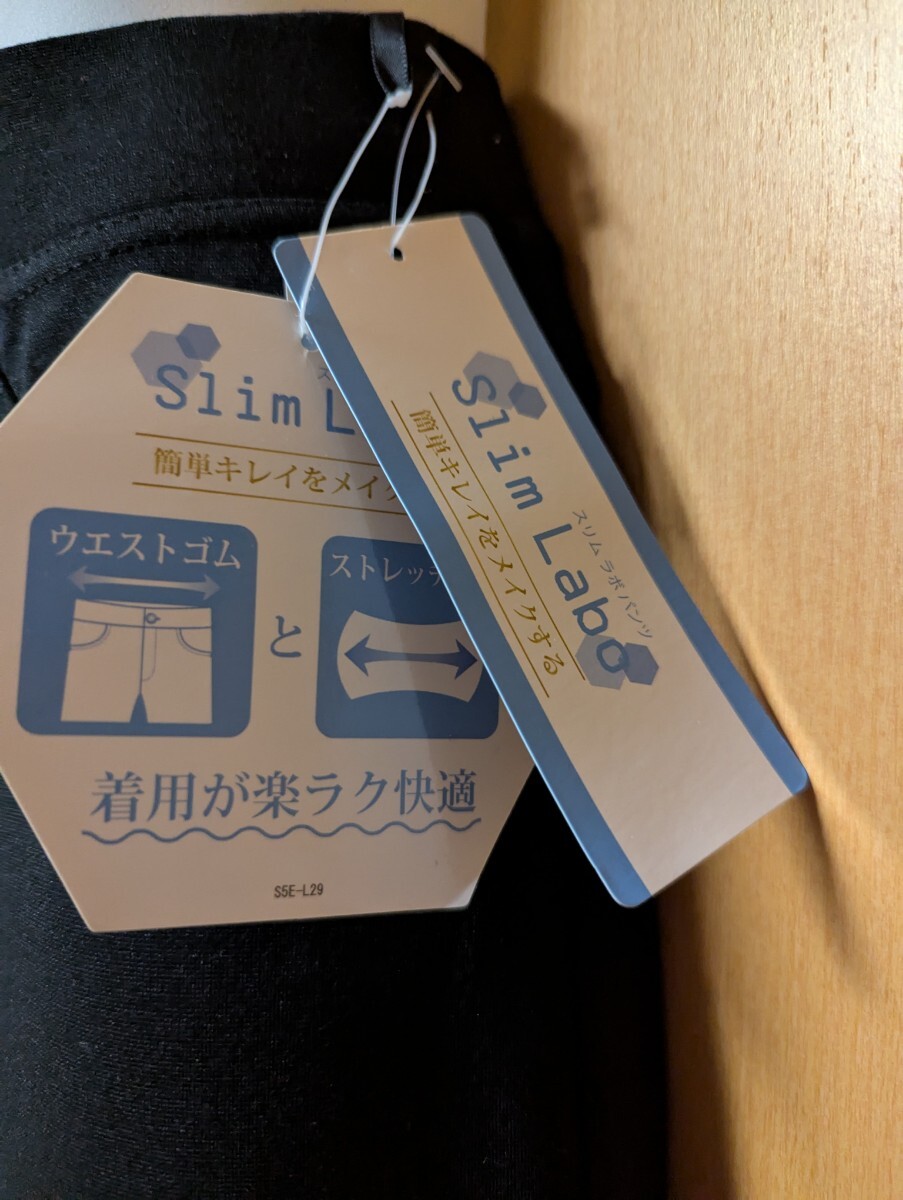 Slim L
簡単キレイをメイク
ウエストゴム
と
ストレッチ
着用が楽ラク快適
S5E-L29
Slim Labo
スリム ラボ パンツ
簡単キレイをメイクする